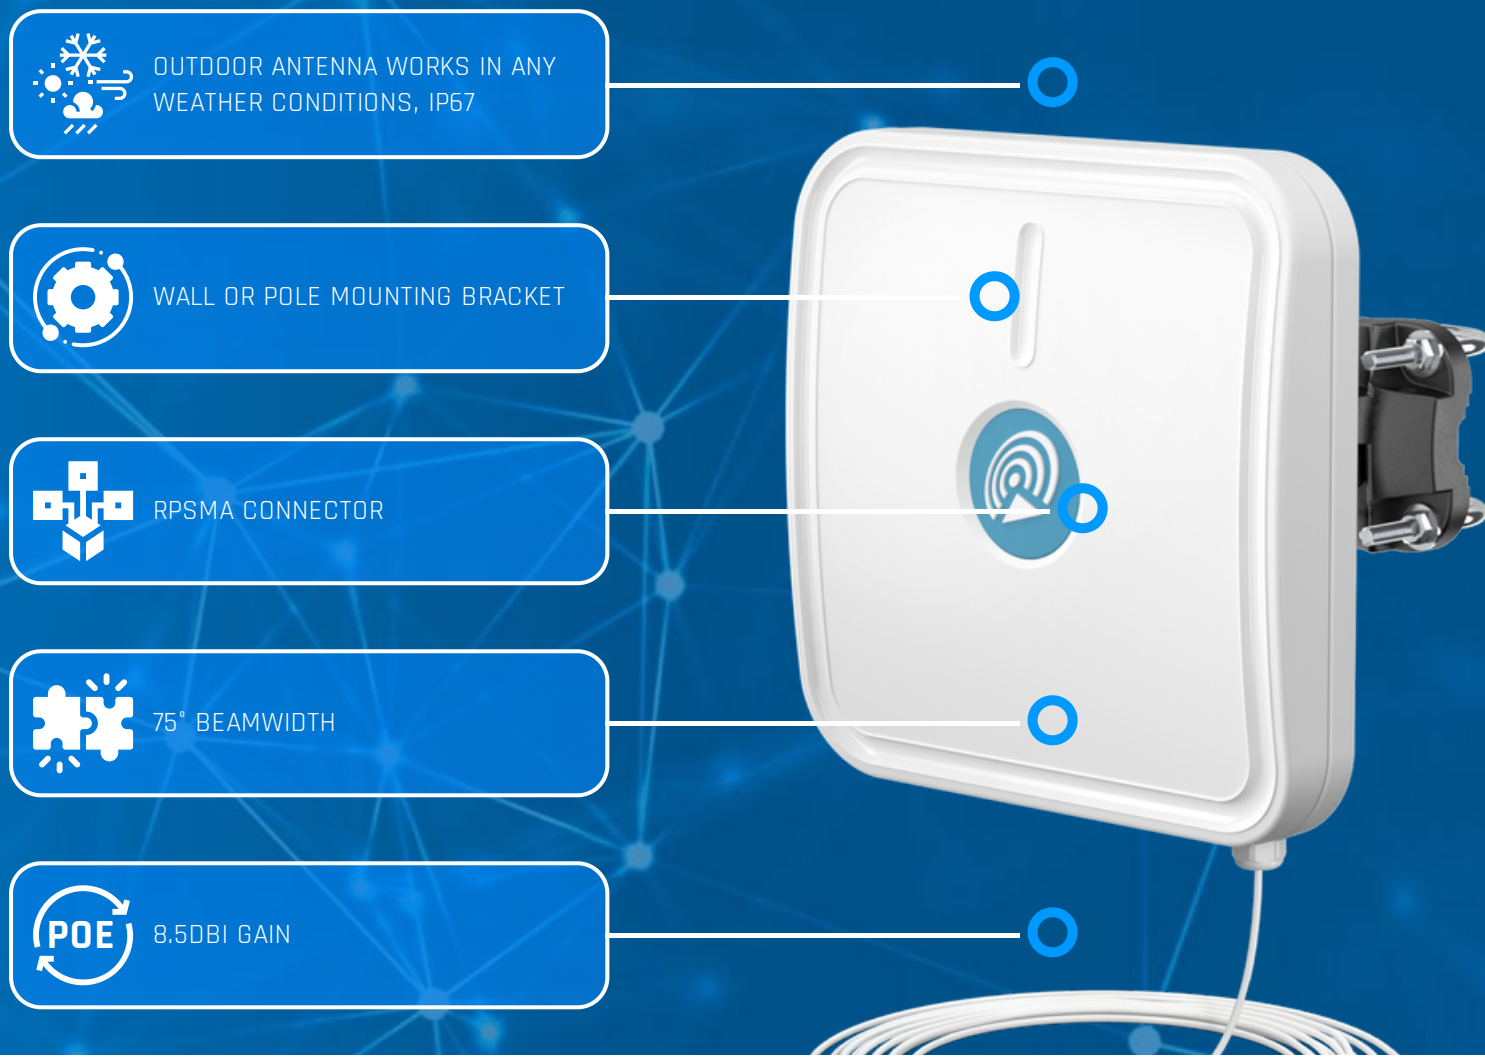 OUTDOOR ANTENNA WORKS IN ANY
WEATHER CONDITIONS, IP67
WALL OR POLE MOUNTING BRACKET
RPSMA CONNECTOR
75° BEAMWIDTH
POE
8.5DBI GAIN